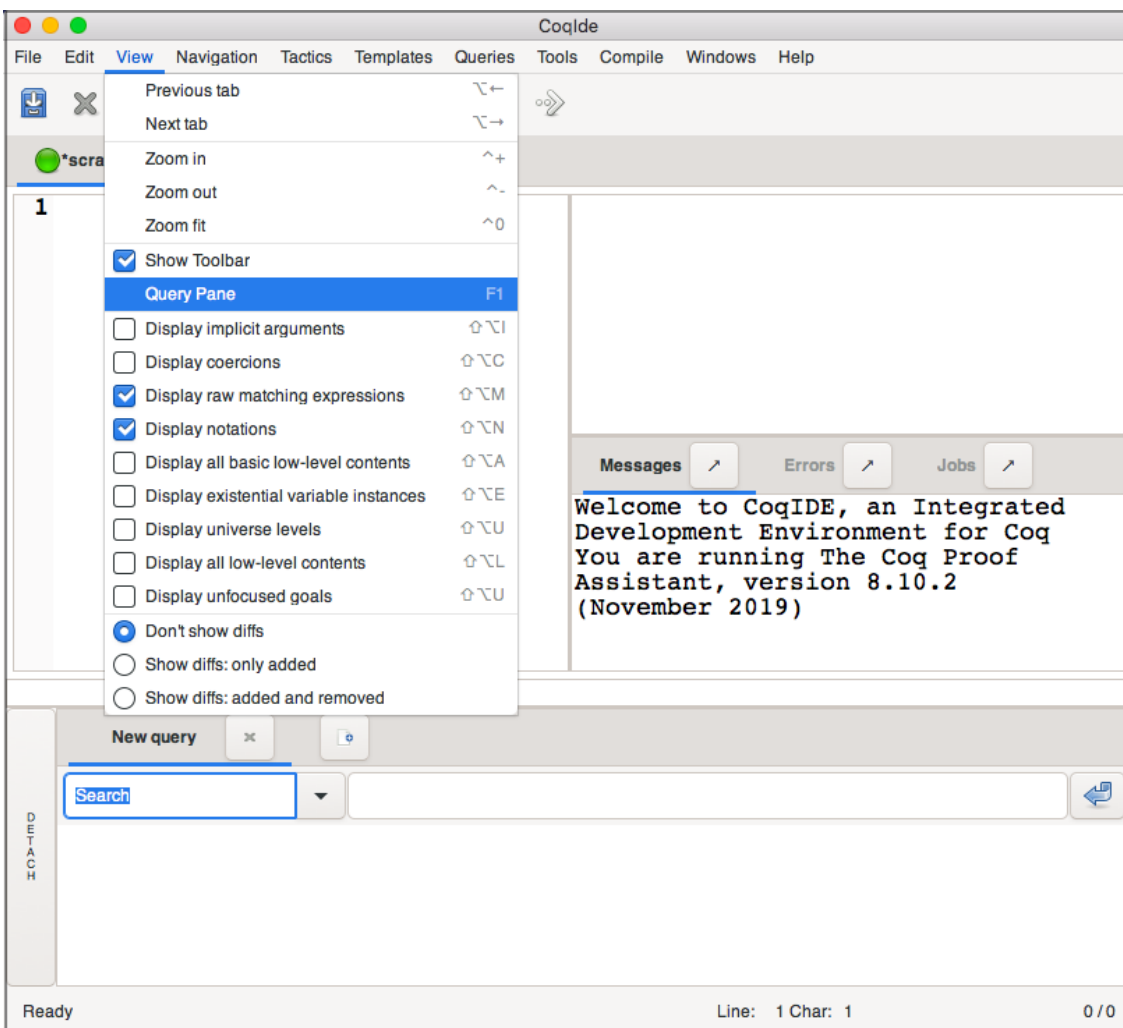 CoqIde
File Edit View Navigation Tactics Templates Queries Tools Compile Windows Help
Previous tab ⌥←
Next tab ⌥→
*scra
Zoom in ^+
Zoom out ^-
Zoom fit ^0
1
Show Toolbar
Query Pane F1
Display implicit arguments ⇧⌥I
Display coercions ⇧⌥C
Display raw matching expressions ⇧⌥M
Display notations ⇧⌥N
Display all basic low-level contents ⇧⌥A
Display existential variable instances ⇧⌥E
Display universe levels ⇧⌥U
Display all low-level contents ⇧⌥L
Display unfocused goals ⇧⌥U
Don't show diffs
Show diffs: only added
Show diffs: added and removed
Messages ↗ Errors ↗ Jobs ↗
Welcome to CoqIDE, an Integrated
Development Environment for Coq
You are running The Coq Proof
Assistant, version 8.10.2
(November 2019)
New query
Search
DETACH
Ready Line: 1 Char: 1 0 / 0